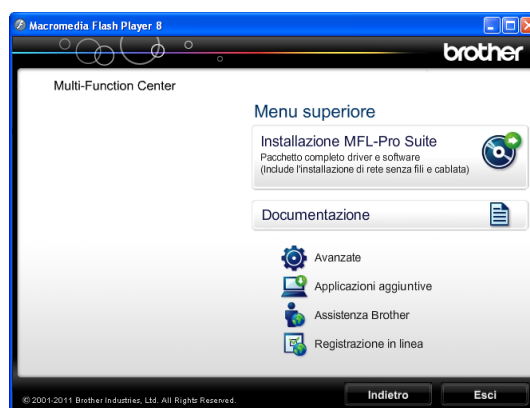 Macromedia Flash Player 8
brother
Multi-Function Center
Menu superiore
Installazione MFL-Pro Suite
Pacchetto completo driver e software
(Include l'installazione di rete senza fili e cablata)
Documentazione
Avanzate
Applicazioni aggiuntive
Assistenza Brother
Registrazione in linea
© 2001-2011 Brother Industries, Ltd. All Rights Reserved.
Indietro
Esci